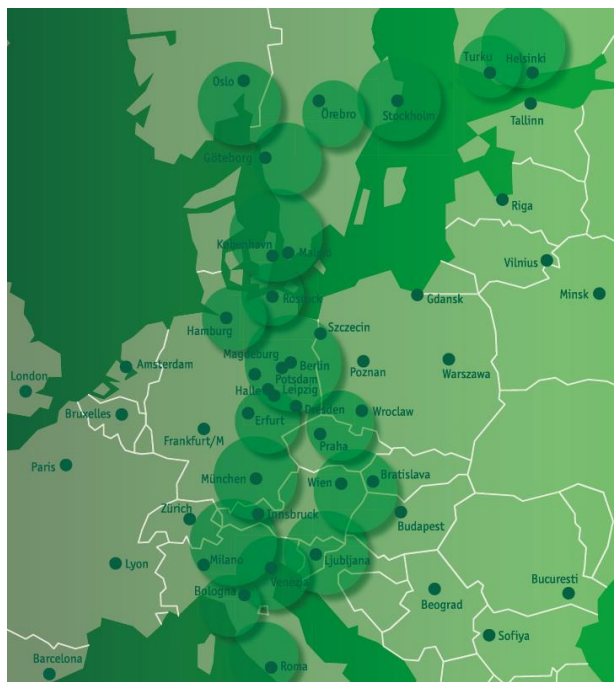 Oslo
Örebro
Stockholm
Turku
Helsinki
Tallinn
Göteborg
Riga
København
Malmö
Vilnius
Minsk
Rostock
Gdansk
Hamburg
Szczecin
Magdeburg
Berlin
Potsdam
Poznan
Warszawa
Amsterdam
London
Halle
Leipzig
Bruxelles
Dresden
Wroclaw
Erfurt
Frankfurt/M
Praha
Paris
München
Wien
Bratislava
Zürich
Innsbruck
Budapest
Lyon
Milano
Ljubljana
Venezia
Bologna
Beograd
Bucuresti
Sofiya
Barcelona
Roma